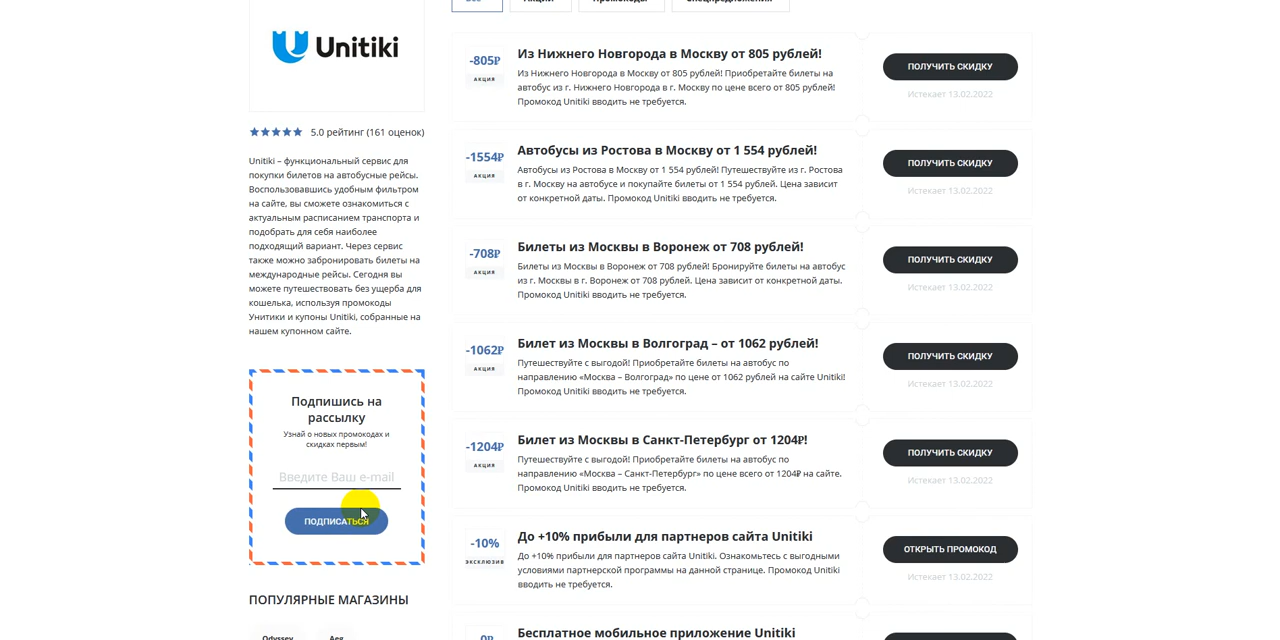 Акции
Промокоды
Спецпредложения
Unitiki
5.0 рейтинг (161 оценок)
Unitiki – функциональный сервис для
покупки билетов на автобусные рейсы.
Воспользовавшись удобным фильтром
на сайте, вы сможете ознакомиться с
актуальным расписанием транспорта и
подобрать для себя наиболее
подходящий вариант. Через сервис
также можно забронировать билеты на
международные рейсы. Сегодня вы
можете путешествовать без ущерба для
кошелька, используя промокоды
Унитики и купоны Unitiki, собранные на
нашем купонном сайте.
Подпишись на
рассылку
Узнай о новых промокодах и
скидках первым!
Введите Ваш e-mail
ПОДПИСАТЬСЯ
ПОПУЛЯРНЫЕ МАГАЗИНЫ
Odyssey
Aeg
-805₽
АКЦИЯ
Из Нижнего Новгорода в Москву от 805 рублей!
Из Нижнего Новгорода в Москву от 805 рублей! Приобретайте билеты на
автобус из г. Нижнего Новгорода в г. Москву по цене всего от 805 рублей!
Промокод Unitiki вводить не требуется.
ПОЛУЧИТЬ СКИДКУ
Истекает 13.02.2022
-1554₽
АКЦИЯ
Автобусы из Ростова в Москву от 1 554 рублей!
Автобусы из Ростова в Москву от 1 554 рублей! Путешествуйте из г. Ростова
в г. Москву на автобусе и покупайте билеты от 1 554 рублей. Цена зависит
от конкретной даты. Промокод Unitiki вводить не требуется.
ПОЛУЧИТЬ СКИДКУ
Истекает 13.02.2022
-708₽
АКЦИЯ
Билеты из Москвы в Воронеж от 708 рублей!
Билеты из Москвы в Воронеж от 708 рублей! Бронируйте билеты на автобус
из г. Москвы в г. Воронеж от 708 рублей. Цена зависит от конкретной даты.
Промокод Unitiki вводить не требуется.
ПОЛУЧИТЬ СКИДКУ
Истекает 13.02.2022
-1062₽
АКЦИЯ
Билет из Москвы в Волгоград – от 1062 рублей!
Путешествуйте с выгодой! Приобретайте билеты на автобус по
направлению «Москва – Волгоград» по цене от 1062 рублей на сайте Unitiki!
Промокод Unitiki вводить не требуется.
ПОЛУЧИТЬ СКИДКУ
Истекает 13.02.2022
-1204₽
АКЦИЯ
Билет из Москвы в Санкт-Петербург от 1204₽!
Путешествуйте с выгодой! Приобретайте билеты на автобус по
направлению «Москва – Санкт-Петербург» по цене всего от 1204₽ на сайте.
Промокод Unitiki вводить не требуется.
ПОЛУЧИТЬ СКИДКУ
Истекает 13.02.2022
-10%
ЭКСКЛЮЗИВ
До +10% прибыли для партнеров сайта Unitiki
До +10% прибыли для партнеров сайта Unitiki. Ознакомьтесь с выгодными
условиями партнерской программы на данной странице. Промокод Unitiki
вводить не требуется.
ОТКРЫТЬ ПРОМОКОД
Истекает 13.02.2022
0₽
Бесплатное мобильное приложение Unitiki